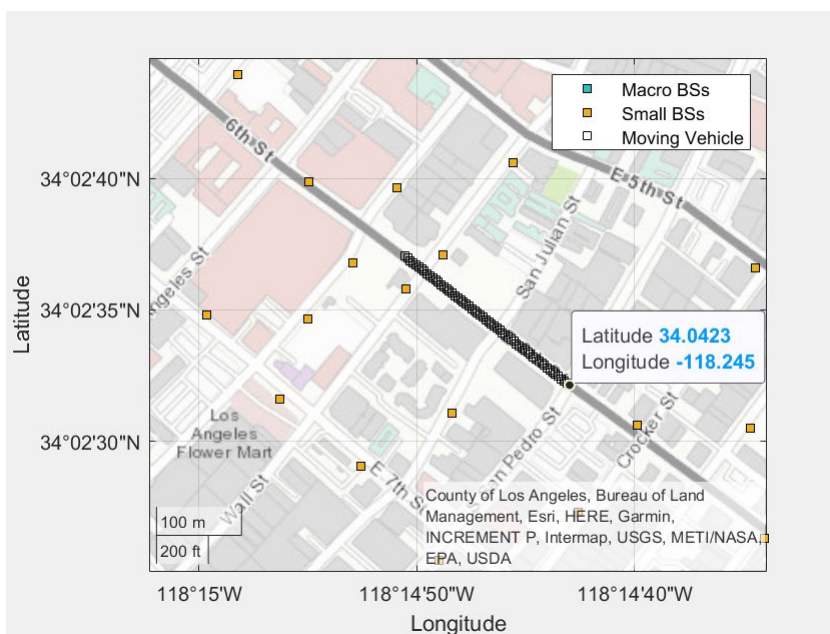 Macro BSs
Small BSs
Moving Vehicle
6th St
E 5th St
34°02'40"N
San Julian St
ngeles St
34°02'35"N
Latitude
Latitude 34.0423
Longitude -118.245
Los
Angeles
Flower Mart
34°02'30"N
Crocker St
an Pedro St
E 7th St
Wall St
County of Los Angeles, Bureau of Land
Management, Esri, HERE, Garmin,
INCREMENT P, Intermap, USGS, METI/NASA,
EPA, USDA
100 m
200 ft
118°15'W
118°14'50"W
118°14'40"W
Longitude